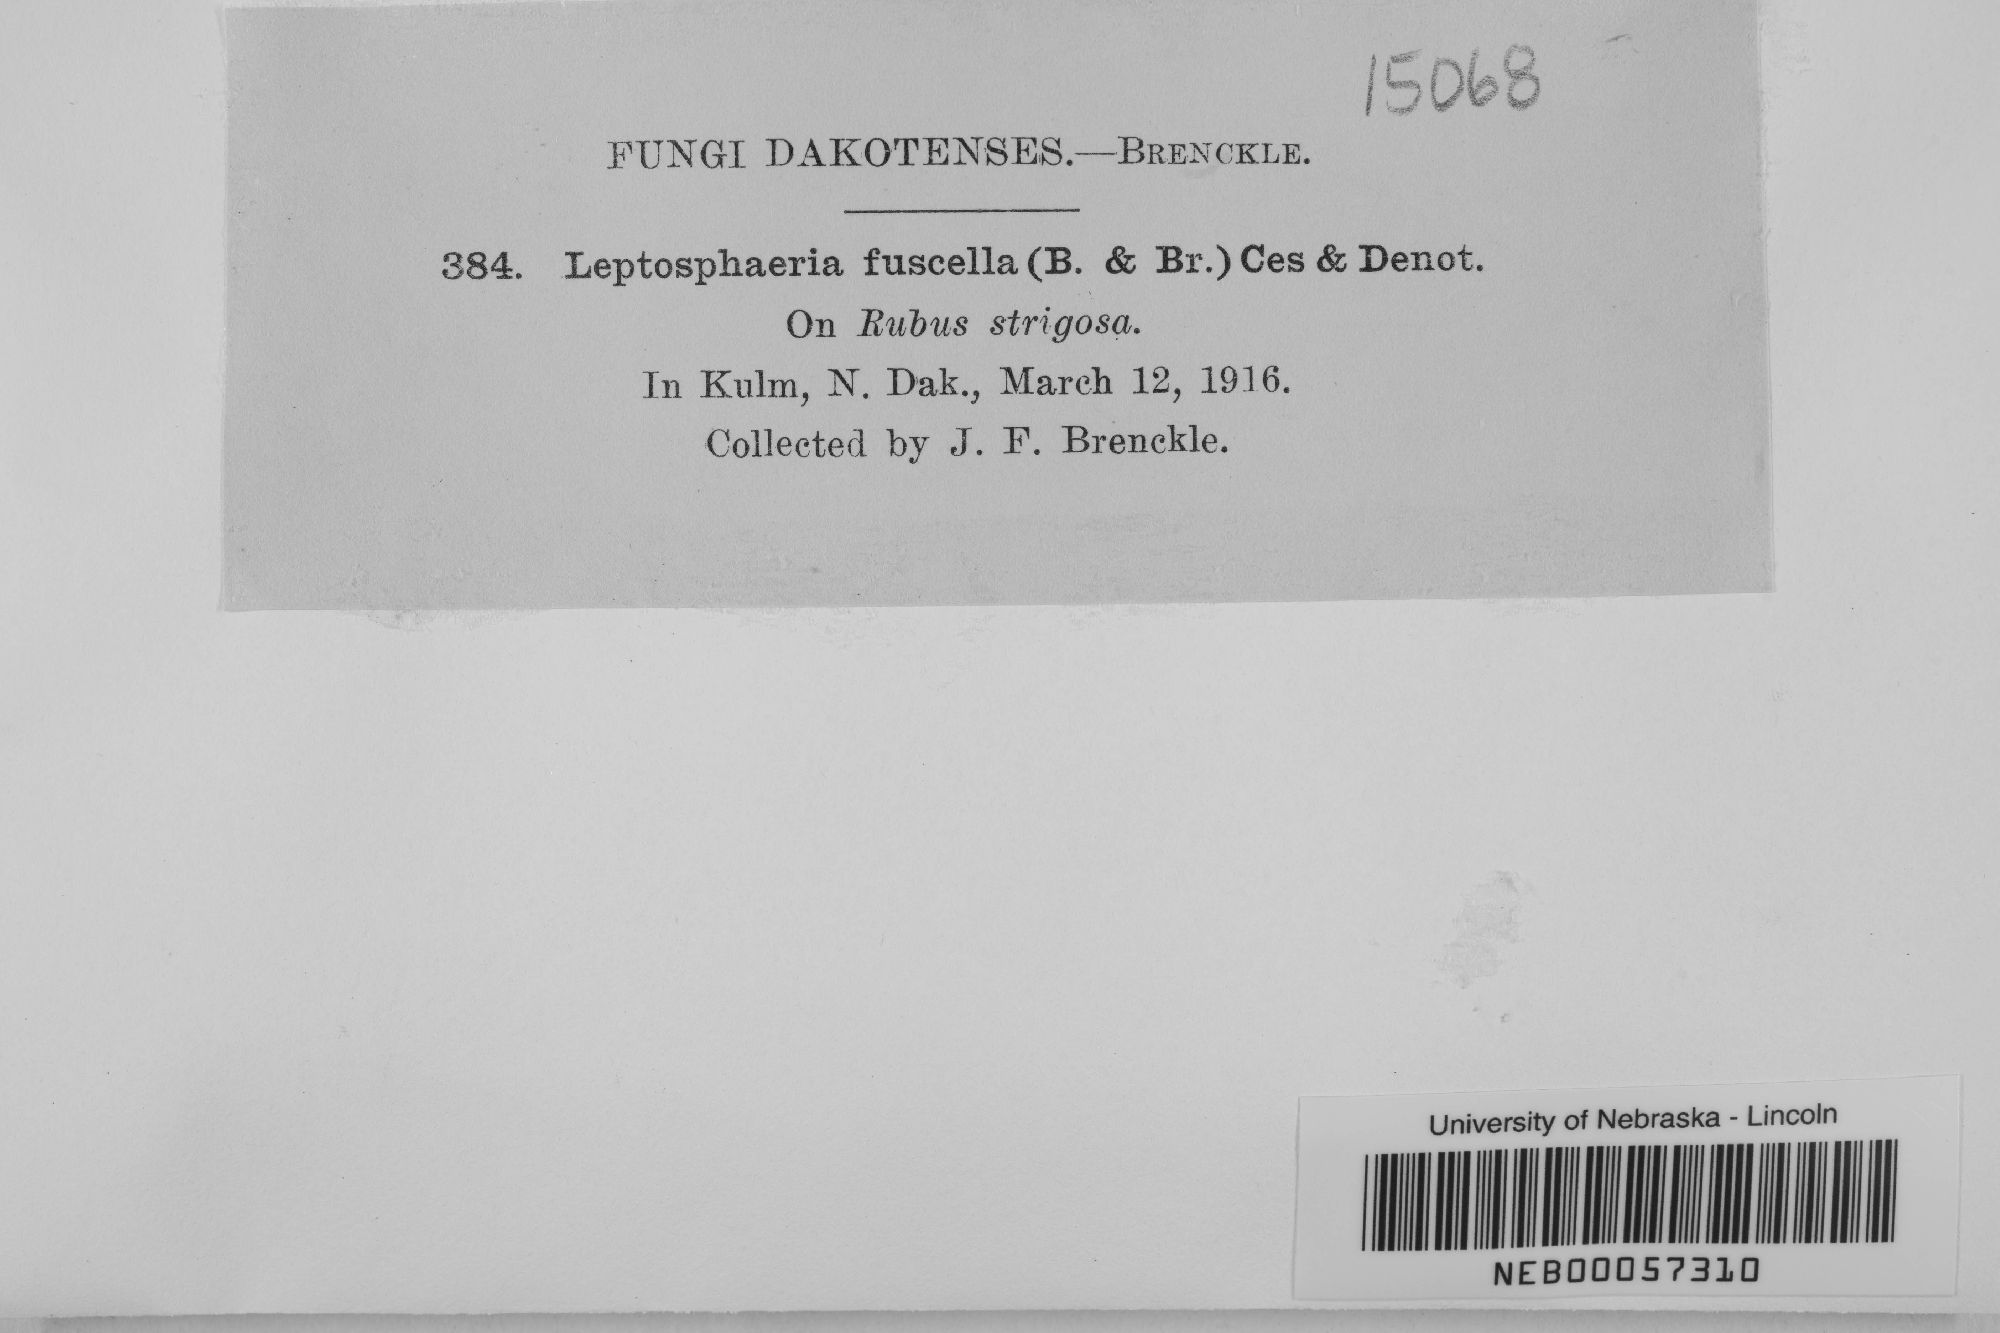 15068
FUNGI DAKOTENSES.—BRENCKLE.
384. Leptosphaeria fuscella (B. & Br.) Ces & Denot.
On Rubus strigosa.
In Kulm, N. Dak., March 12, 1916.
Collected by J. F. Brenckle.
University of Nebraska - Lincoln
NEB00057310